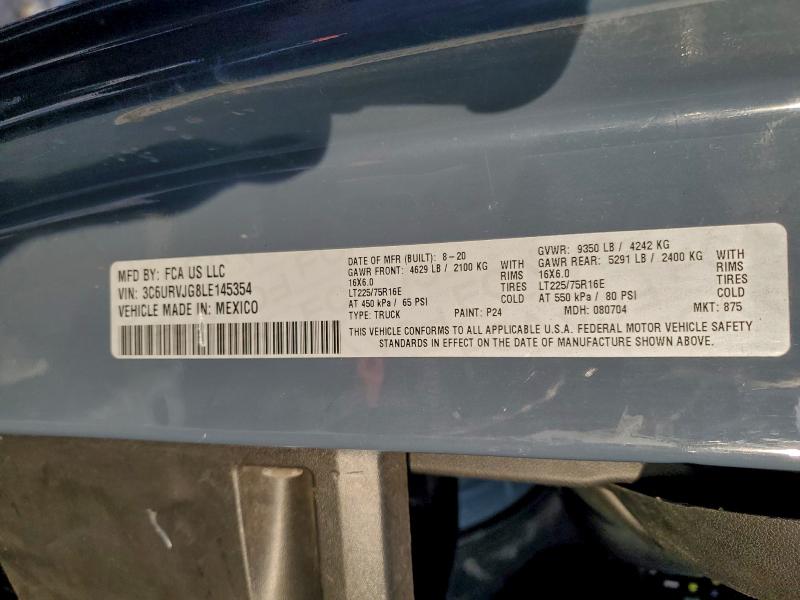 MFD BY: FCA US LLC
VIN: 3C6URVJG8LE145354
VEHICLE MADE IN: MEXICO
DATE OF MFR (BUILT): 8-20
GAWR FRONT: 4629 LB / 2100 KG WITH
16X6.0 RIMS
LT225/75R16E TIRES
AT 450 kPa / 65 PSI COLD
TYPE: TRUCK PAINT: P24
GVWR: 9350 LB / 4242 KG
GAWR REAR: 5291 LB / 2400 KG WITH
16X6.0 RIMS
LT225/75R16E TIRES
AT 550 kPa / 80 PSI COLD
MDH: 080704 MKT: 875
THIS VEHICLE CONFORMS TO ALL APPLICABLE U.S.A. FEDERAL MOTOR VEHICLE SAFETY
STANDARDS IN EFFECT ON THE DATE OF MANUFACTURE SHOWN ABOVE.